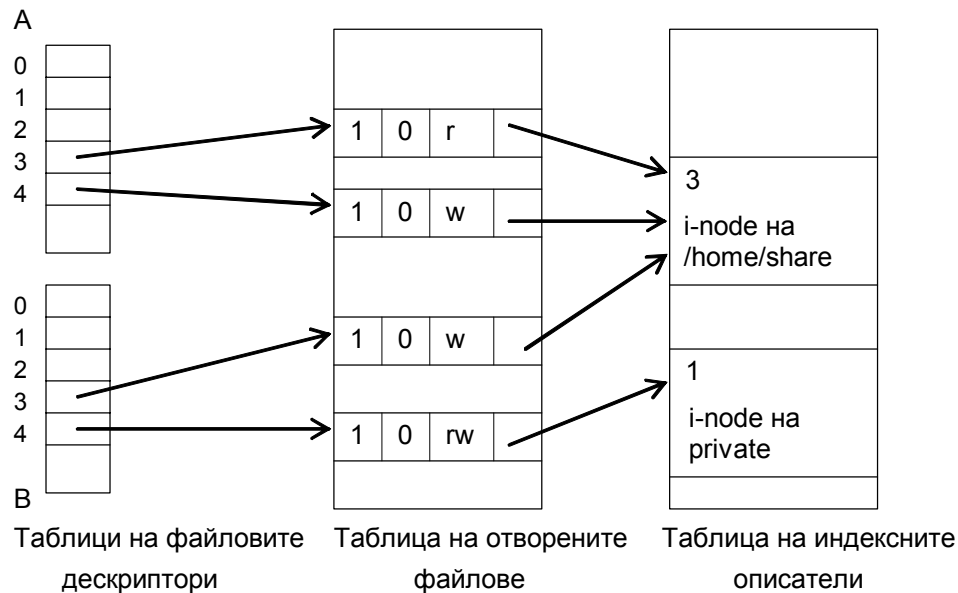 A
0
1
2
3
4
1 0 r
1 0 w
3
i-node на
/home/share
0
1
2
3
4
1 0 w
1 0 rw
1
i-node на
private
B
Таблици на файловите
дескриптори
Таблица на отворените
файлове
Таблица на индексните
описатели